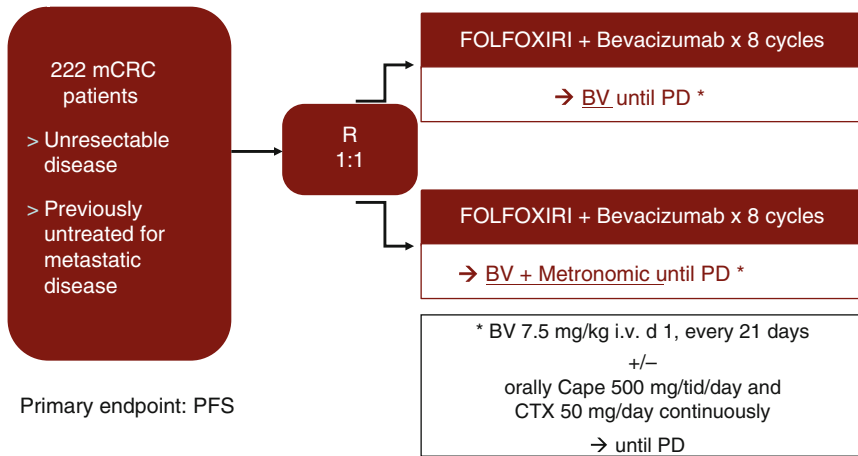 222 mCRC
patients
> Unresectable
disease
> Previously
untreated for
metastatic
disease
R
1:1
FOLFOXIRI + Bevacizumab x 8 cycles
→ BV until PD *
FOLFOXIRI + Bevacizumab x 8 cycles
→ BV + Metronomic until PD *
* BV 7.5 mg/kg i.v. d 1, every 21 days
+/–
orally Cape 500 mg/tid/day and
CTX 50 mg/day continuously
→ until PD
Primary endpoint: PFS